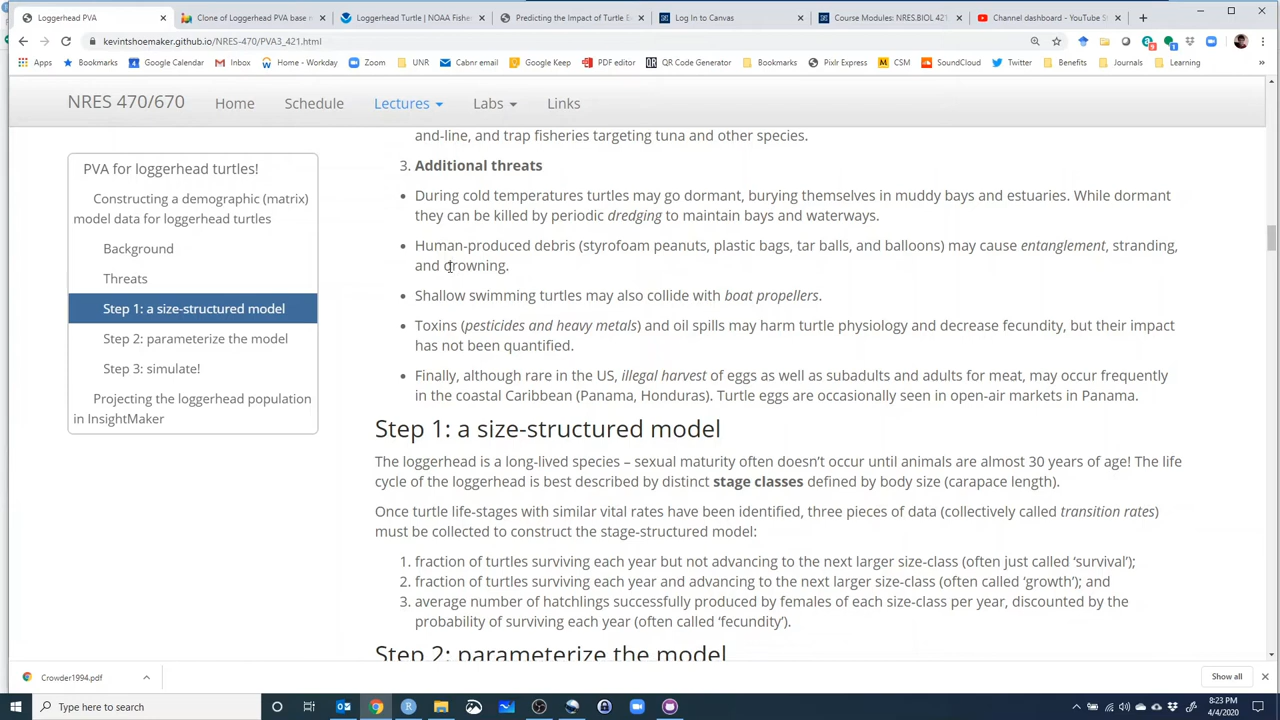 Loggerhead PVA
Clone of Loggerhead PVA base m
Loggerhead Turtle | NOAA Fisher
Predicting the Impact of Turtle E
Log In to Canvas
Course Modules: NRES.BIOL 421
Channel dashboard - YouTube S
kevintshoemaker.github.io/NRES-470/PVA3_421.html
Apps
Bookmarks
Google Calendar
Inbox
Home - Workday
Zoom
UNR
Cabnr email
Google Keep
PDF editor
QR Code Generator
Bookmarks
Pixlr Express
CSM
SoundCloud
Twitter
Benefits
Journals
Learning
NRES 470/670
Home
Schedule
Lectures
Labs
Links
PVA for loggerhead turtles!
Constructing a demographic (matrix)
model data for loggerhead turtles
Background
Threats
Step 1: a size-structured model
Step 2: parameterize the model
Step 3: simulate!
Projecting the loggerhead population
in InsightMaker
and-line, and trap fisheries targeting tuna and other species.
3. Additional threats
• During cold temperatures turtles may go dormant, burying themselves in muddy bays and estuaries. While dormant
they can be killed by periodic dredging to maintain bays and waterways.
• Human-produced debris (styrofoam peanuts, plastic bags, tar balls, and balloons) may cause entanglement, stranding,
and drowning.
• Shallow swimming turtles may also collide with boat propellers.
• Toxins (pesticides and heavy metals) and oil spills may harm turtle physiology and decrease fecundity, but their impact
has not been quantified.
• Finally, although rare in the US, illegal harvest of eggs as well as subadults and adults for meat, may occur frequently
in the coastal Caribbean (Panama, Honduras). Turtle eggs are occasionally seen in open-air markets in Panama.
Step 1: a size-structured model
The loggerhead is a long-lived species – sexual maturity often doesn't occur until animals are almost 30 years of age! The life
cycle of the loggerhead is best described by distinct stage classes defined by body size (carapace length).
Once turtle life-stages with similar vital rates have been identified, three pieces of data (collectively called transition rates)
must be collected to construct the stage-structured model:
1. fraction of turtles surviving each year but not advancing to the next larger size-class (often just called 'survival');
2. fraction of turtles surviving each year and advancing to the next larger size-class (often called 'growth'); and
3. average number of hatchlings successfully produced by females of each size-class per year, discounted by the
probability of surviving each year (often called 'fecundity').
Step 2: parameterize the model
Crowder1994.pdf
Show all
Type here to search
8:23 PM
4/4/2020